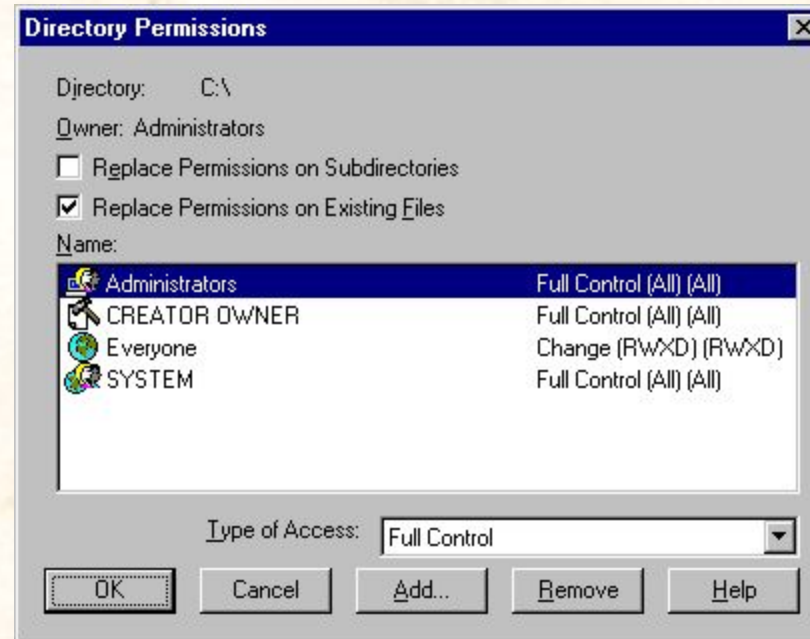 Directory Permissions
Directory: C:\
Owner: Administrators
Replace Permissions on Subdirectories
Replace Permissions on Existing Files
Name:
Administrators Full Control (All) (All)
CREATOR OWNER Full Control (All) (All)
Everyone Change (RWXD) (RWXD)
SYSTEM Full Control (All) (All)
Type of Access: Full Control
OK Cancel Add... Remove Help